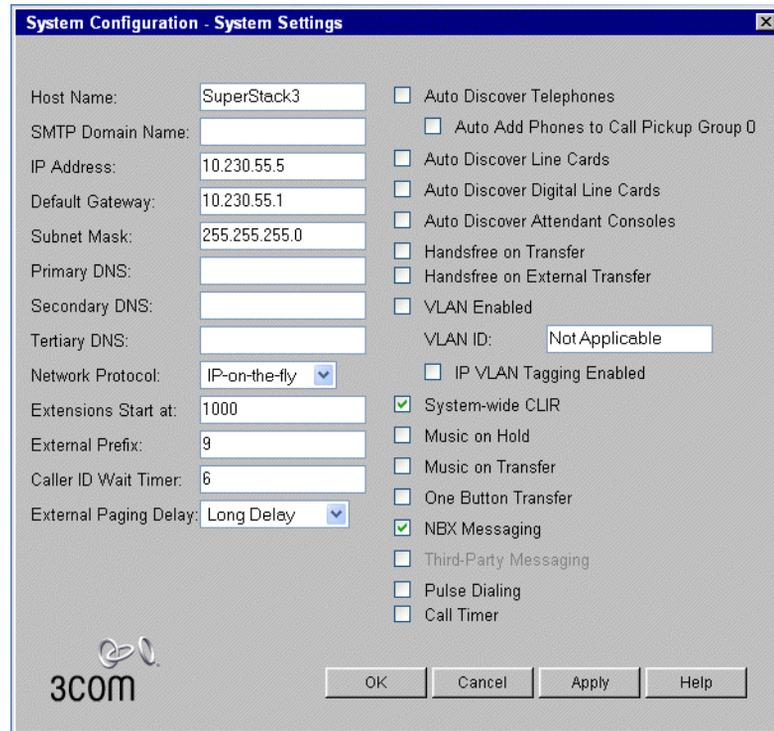 System Configuration - System Settings
Host Name: SuperStack3
SMTP Domain Name:
IP Address: 10.230.55.5
Default Gateway: 10.230.55.1
Subnet Mask: 255.255.255.0
Primary DNS:
Secondary DNS:
Tertiary DNS:
Network Protocol: IP-on-the-fly
Extensions Start at: 1000
External Prefix: 9
Caller ID Wait Timer: 6
External Paging Delay: Long Delay
Auto Discover Telephones
Auto Add Phones to Call Pickup Group 0
Auto Discover Line Cards
Auto Discover Digital Line Cards
Auto Discover Attendant Consoles
Handsfree on Transfer
Handsfree on External Transfer
VLAN Enabled
VLAN ID: Not Applicable
IP VLAN Tagging Enabled
System-wide CLIR
Music on Hold
Music on Transfer
One Button Transfer
NBX Messaging
Third-Party Messaging
Pulse Dialing
Call Timer
3COM
OK Cancel Apply Help